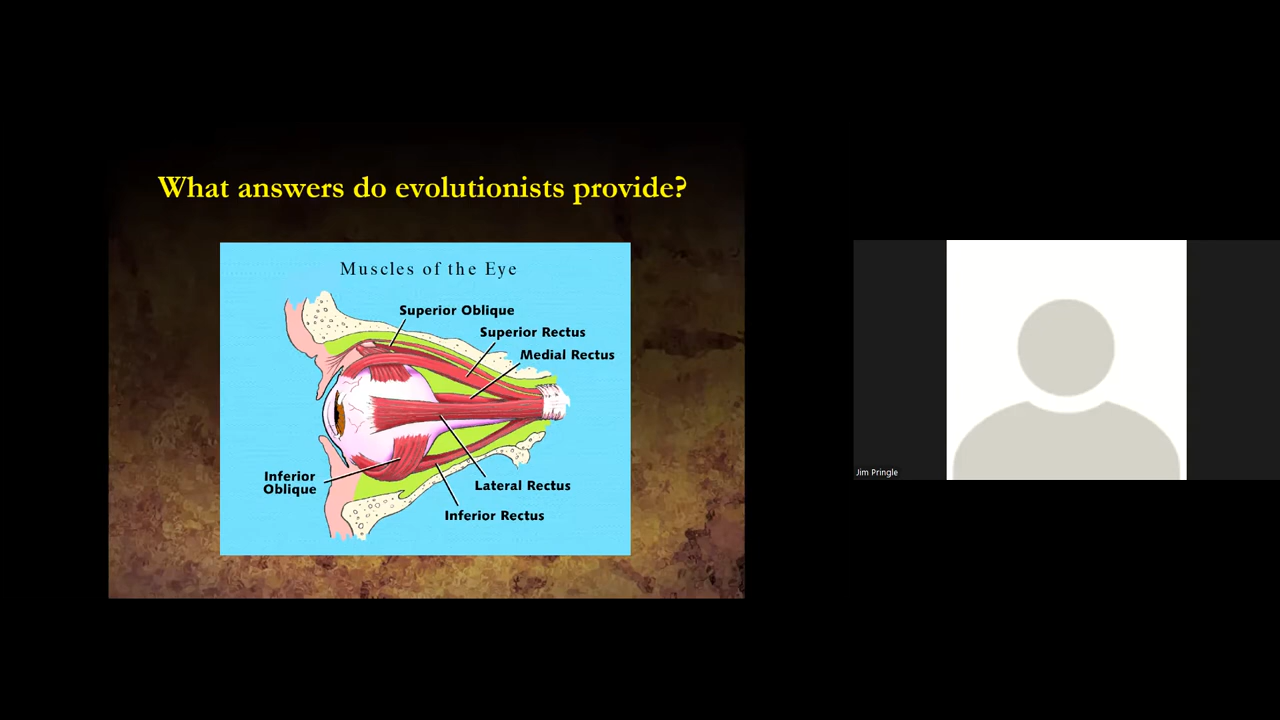 What answers do evolutionists provide?
Muscles of the Eye
Superior Oblique
Superior Rectus
Medial Rectus
Inferior
Oblique
Lateral Rectus
Inferior Rectus
Jim Pringle